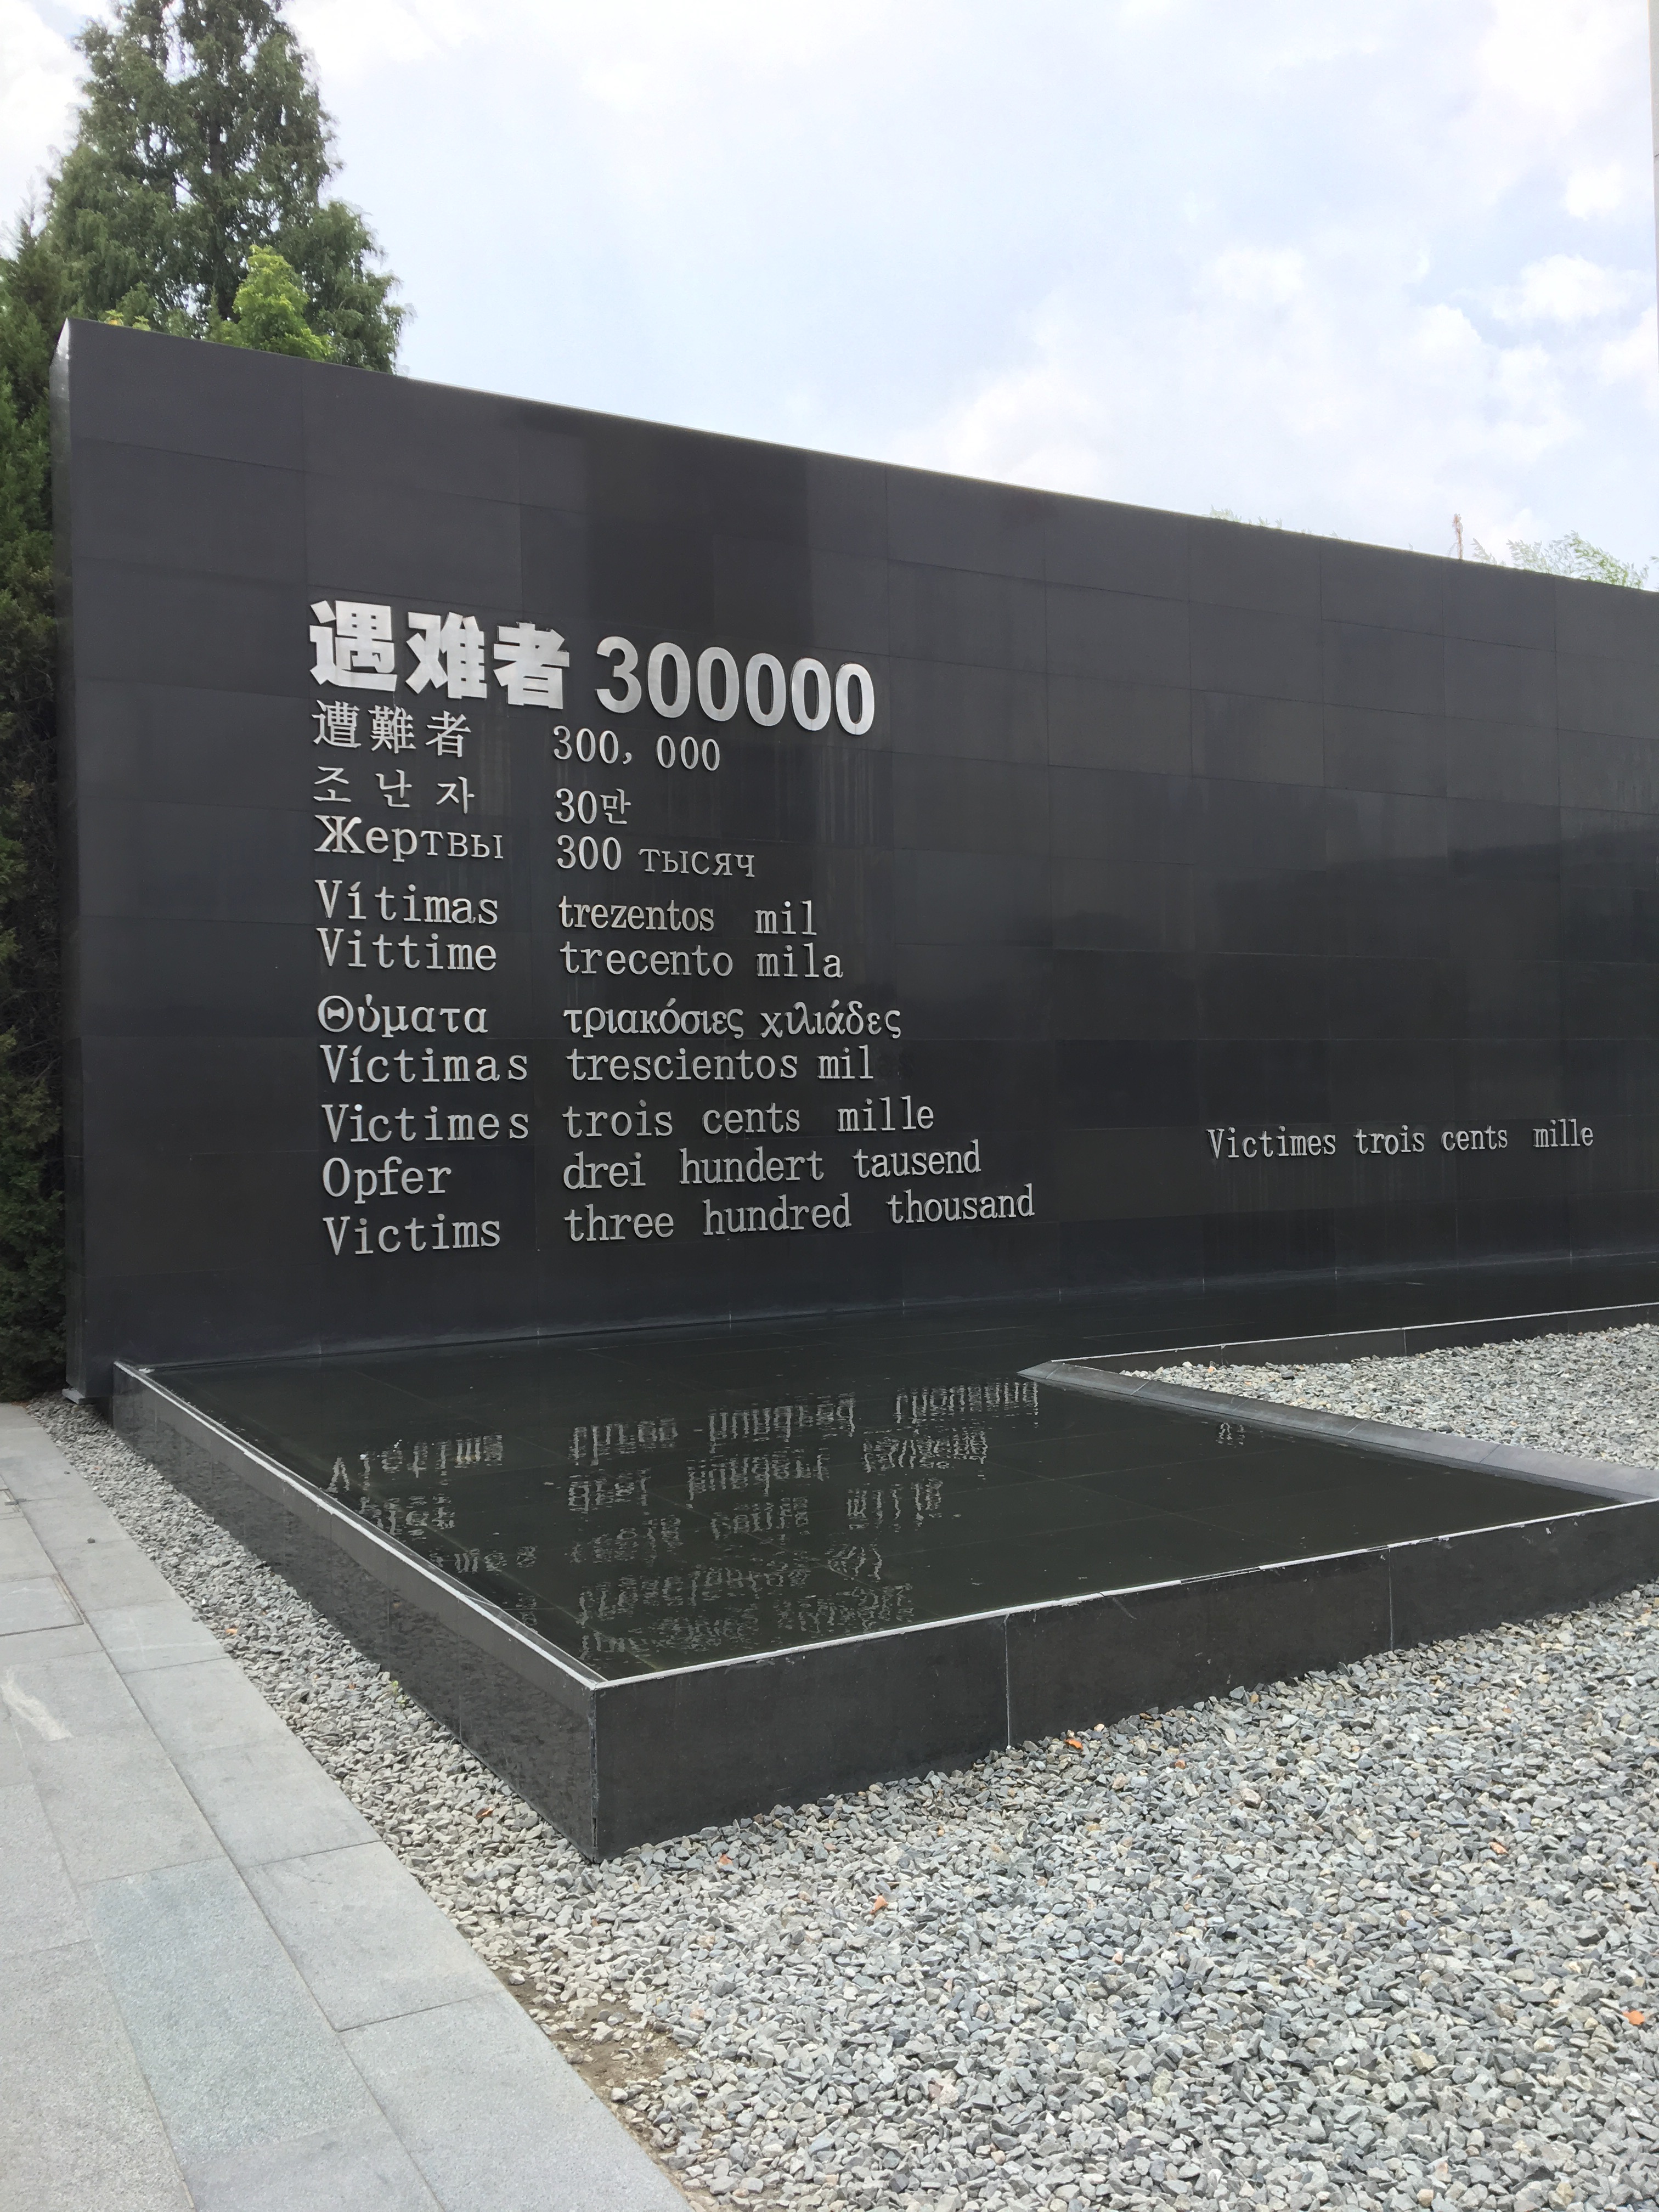 遇难者 300000
遭難者 300, 000
조난자 30만
Жертвы 300 тысяч
Vítimas trezentos mil
Vittime trecento mila
Θύματα τριακόσιες χιλιάδες
Víctimas trescientos mil
Victimes trois cents mille
Opfer drei hundert tausend
Victims three hundred thousand
Victimes trois cents mille